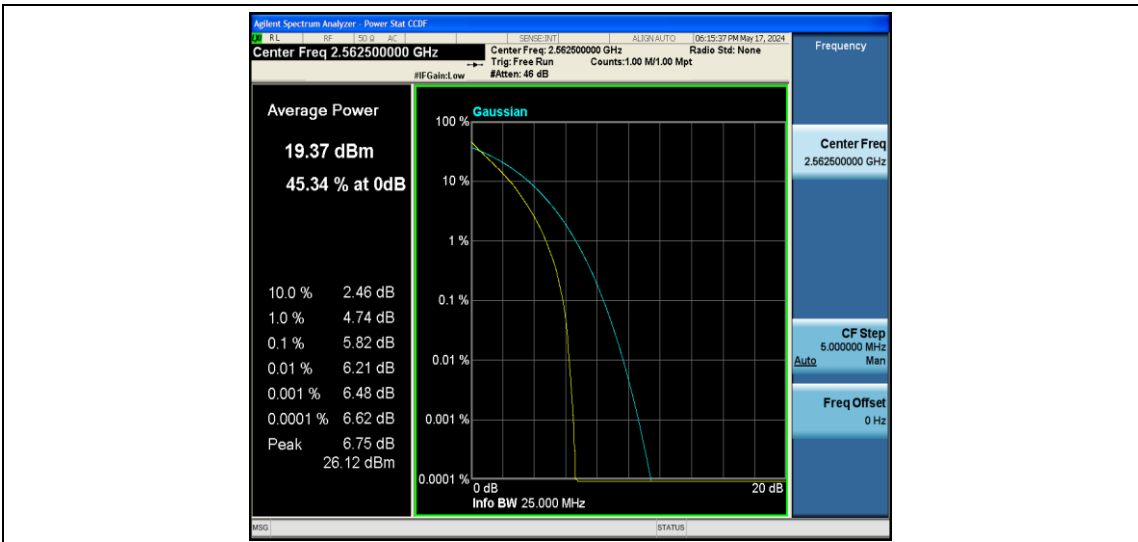 Agilent Spectrum Analyzer - Power Stat CCDF
RL RF 50 Ω AC SENSE:INT ALIGN AUTO 06:15:37 PM May 17, 2024
Center Freq 2.562500000 GHz
Center Freq: 2.562500000 GHz Radio Std: None
Trig: Free Run Counts:1.00 M/1.00 Mpt
#IFGain:Low #Atten: 46 dB
Average Power
19.37 dBm
45.34 % at 0dB
10.0 % 2.46 dB
1.0 % 4.74 dB
0.1 % 5.82 dB
0.01 % 6.21 dB
0.001 % 6.48 dB
0.0001 % 6.62 dB
Peak 6.75 dB
26.12 dBm
Gaussian
100 %
10 %
1 %
0.1 %
0.01 %
0.001 %
0.0001 %
0 dB 20 dB
Info BW 25.000 MHz
Frequency
Center Freq
2.562500000 GHz
CF Step
5.000000 MHz
Auto Man
Freq Offset
0 Hz
MSG STATUS